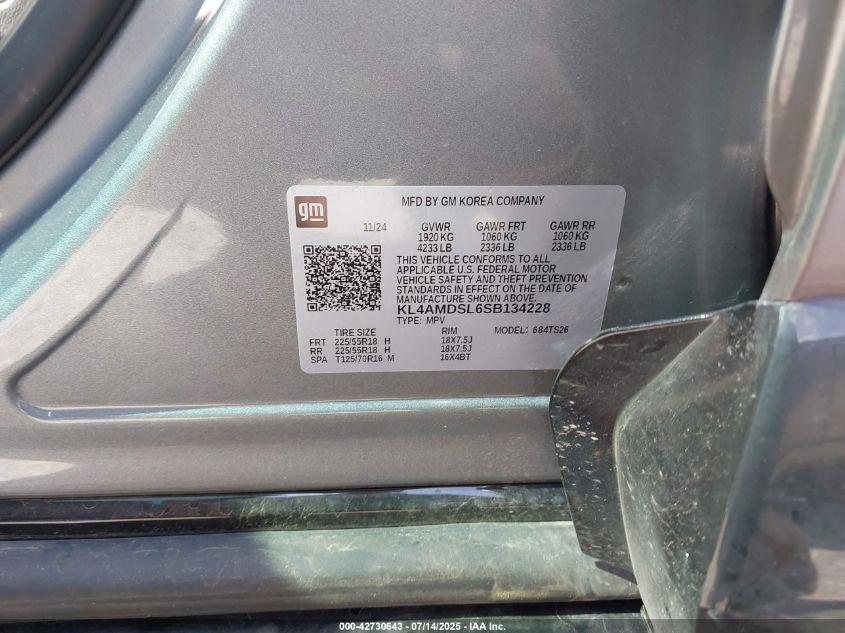 gm
MFD BY GM KOREA COMPANY
11/24 GVWR GAWR FRT GAWR RR
1920 KG 1060 KG 1060 KG
4233 LB 2336 LB 2336 LB
THIS VEHICLE CONFORMS TO ALL
APPLICABLE U.S. FEDERAL MOTOR
VEHICLE SAFETY AND THEFT PREVENTION
STANDARDS IN EFFECT ON THE DATE OF
MANUFACTURE SHOWN ABOVE.
KL4AMDSL6SB134228
TYPE: MPV MODEL: 684TS26
TIRE SIZE RIM
FRT 225/55R18 H 18X7.5J
RR 225/55R18 H 18X7.5J
SPA T125/70R16 M 16X4BT
000-42730643 - 07/14/2025 - IAA Inc.